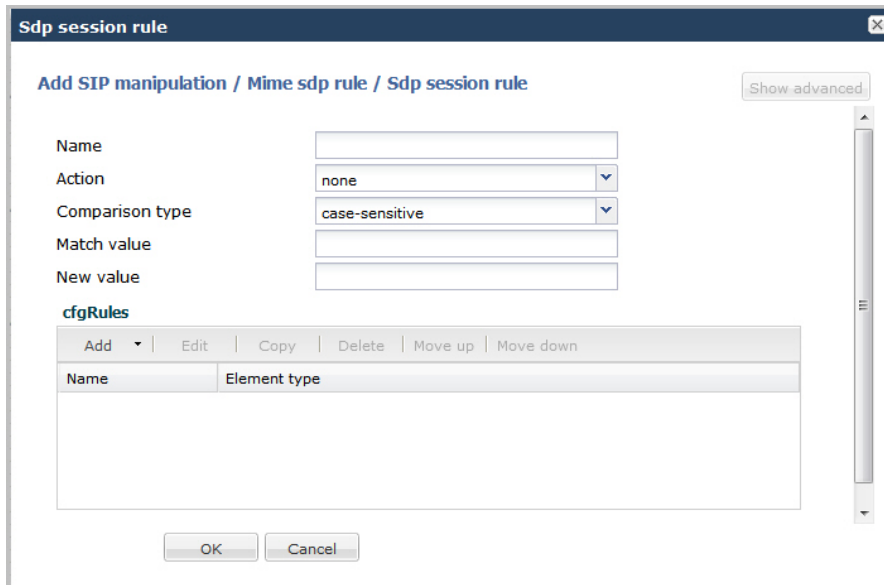 Sdp session rule
Add SIP manipulation / Mime sdp rule / Sdp session rule
Show advanced
Name
Action none
Comparison type case-sensitive
Match value
New value
cfgRules
Add Edit Copy Delete Move up Move down
Name Element type
OK Cancel